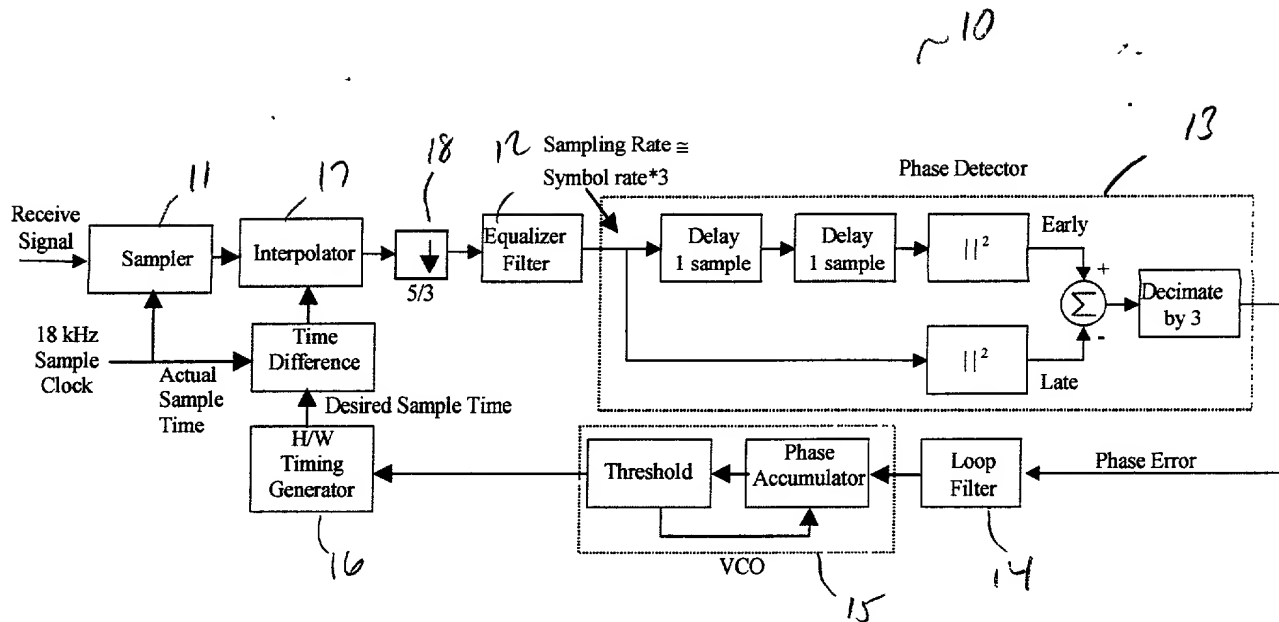 ~10
13
Sampling Rate ≅
Symbol rate*3
Phase Detector
11
17
18
12
Receive
Signal
Sampler
Interpolator
↓
5/3
Equalizer
Filter
Delay
1 sample
Delay
1 sample
| |²
Early
+
Σ
-
Decimate
by 3
| |²
Late
18 kHz
Sample
Clock
Actual
Sample
Time
Time
Difference
Desired Sample Time
H/W
Timing
Generator
Threshold
Phase
Accumulator
Loop
Filter
Phase Error
VCO
16
15
14